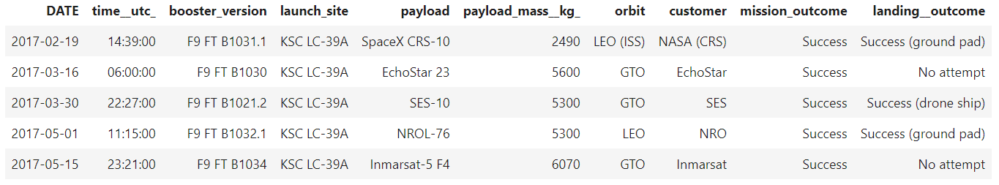 DATE time__utc_ booster_version launch_site payload payload_mass__kg_ orbit customer mission_outcome landing__outcome
2017-02-19 14:39:00 F9 FT B1031.1 KSC LC-39A SpaceX CRS-10 2490 LEO (ISS) NASA (CRS) Success Success (ground pad)
2017-03-16 06:00:00 F9 FT B1030 KSC LC-39A EchoStar 23 5600 GTO EchoStar Success No attempt
2017-03-30 22:27:00 F9 FT B1021.2 KSC LC-39A SES-10 5300 GTO SES Success Success (drone ship)
2017-05-01 11:15:00 F9 FT B1032.1 KSC LC-39A NROL-76 5300 LEO NRO Success Success (ground pad)
2017-05-15 23:21:00 F9 FT B1034 KSC LC-39A Inmarsat-5 F4 6070 GTO Inmarsat Success No attempt